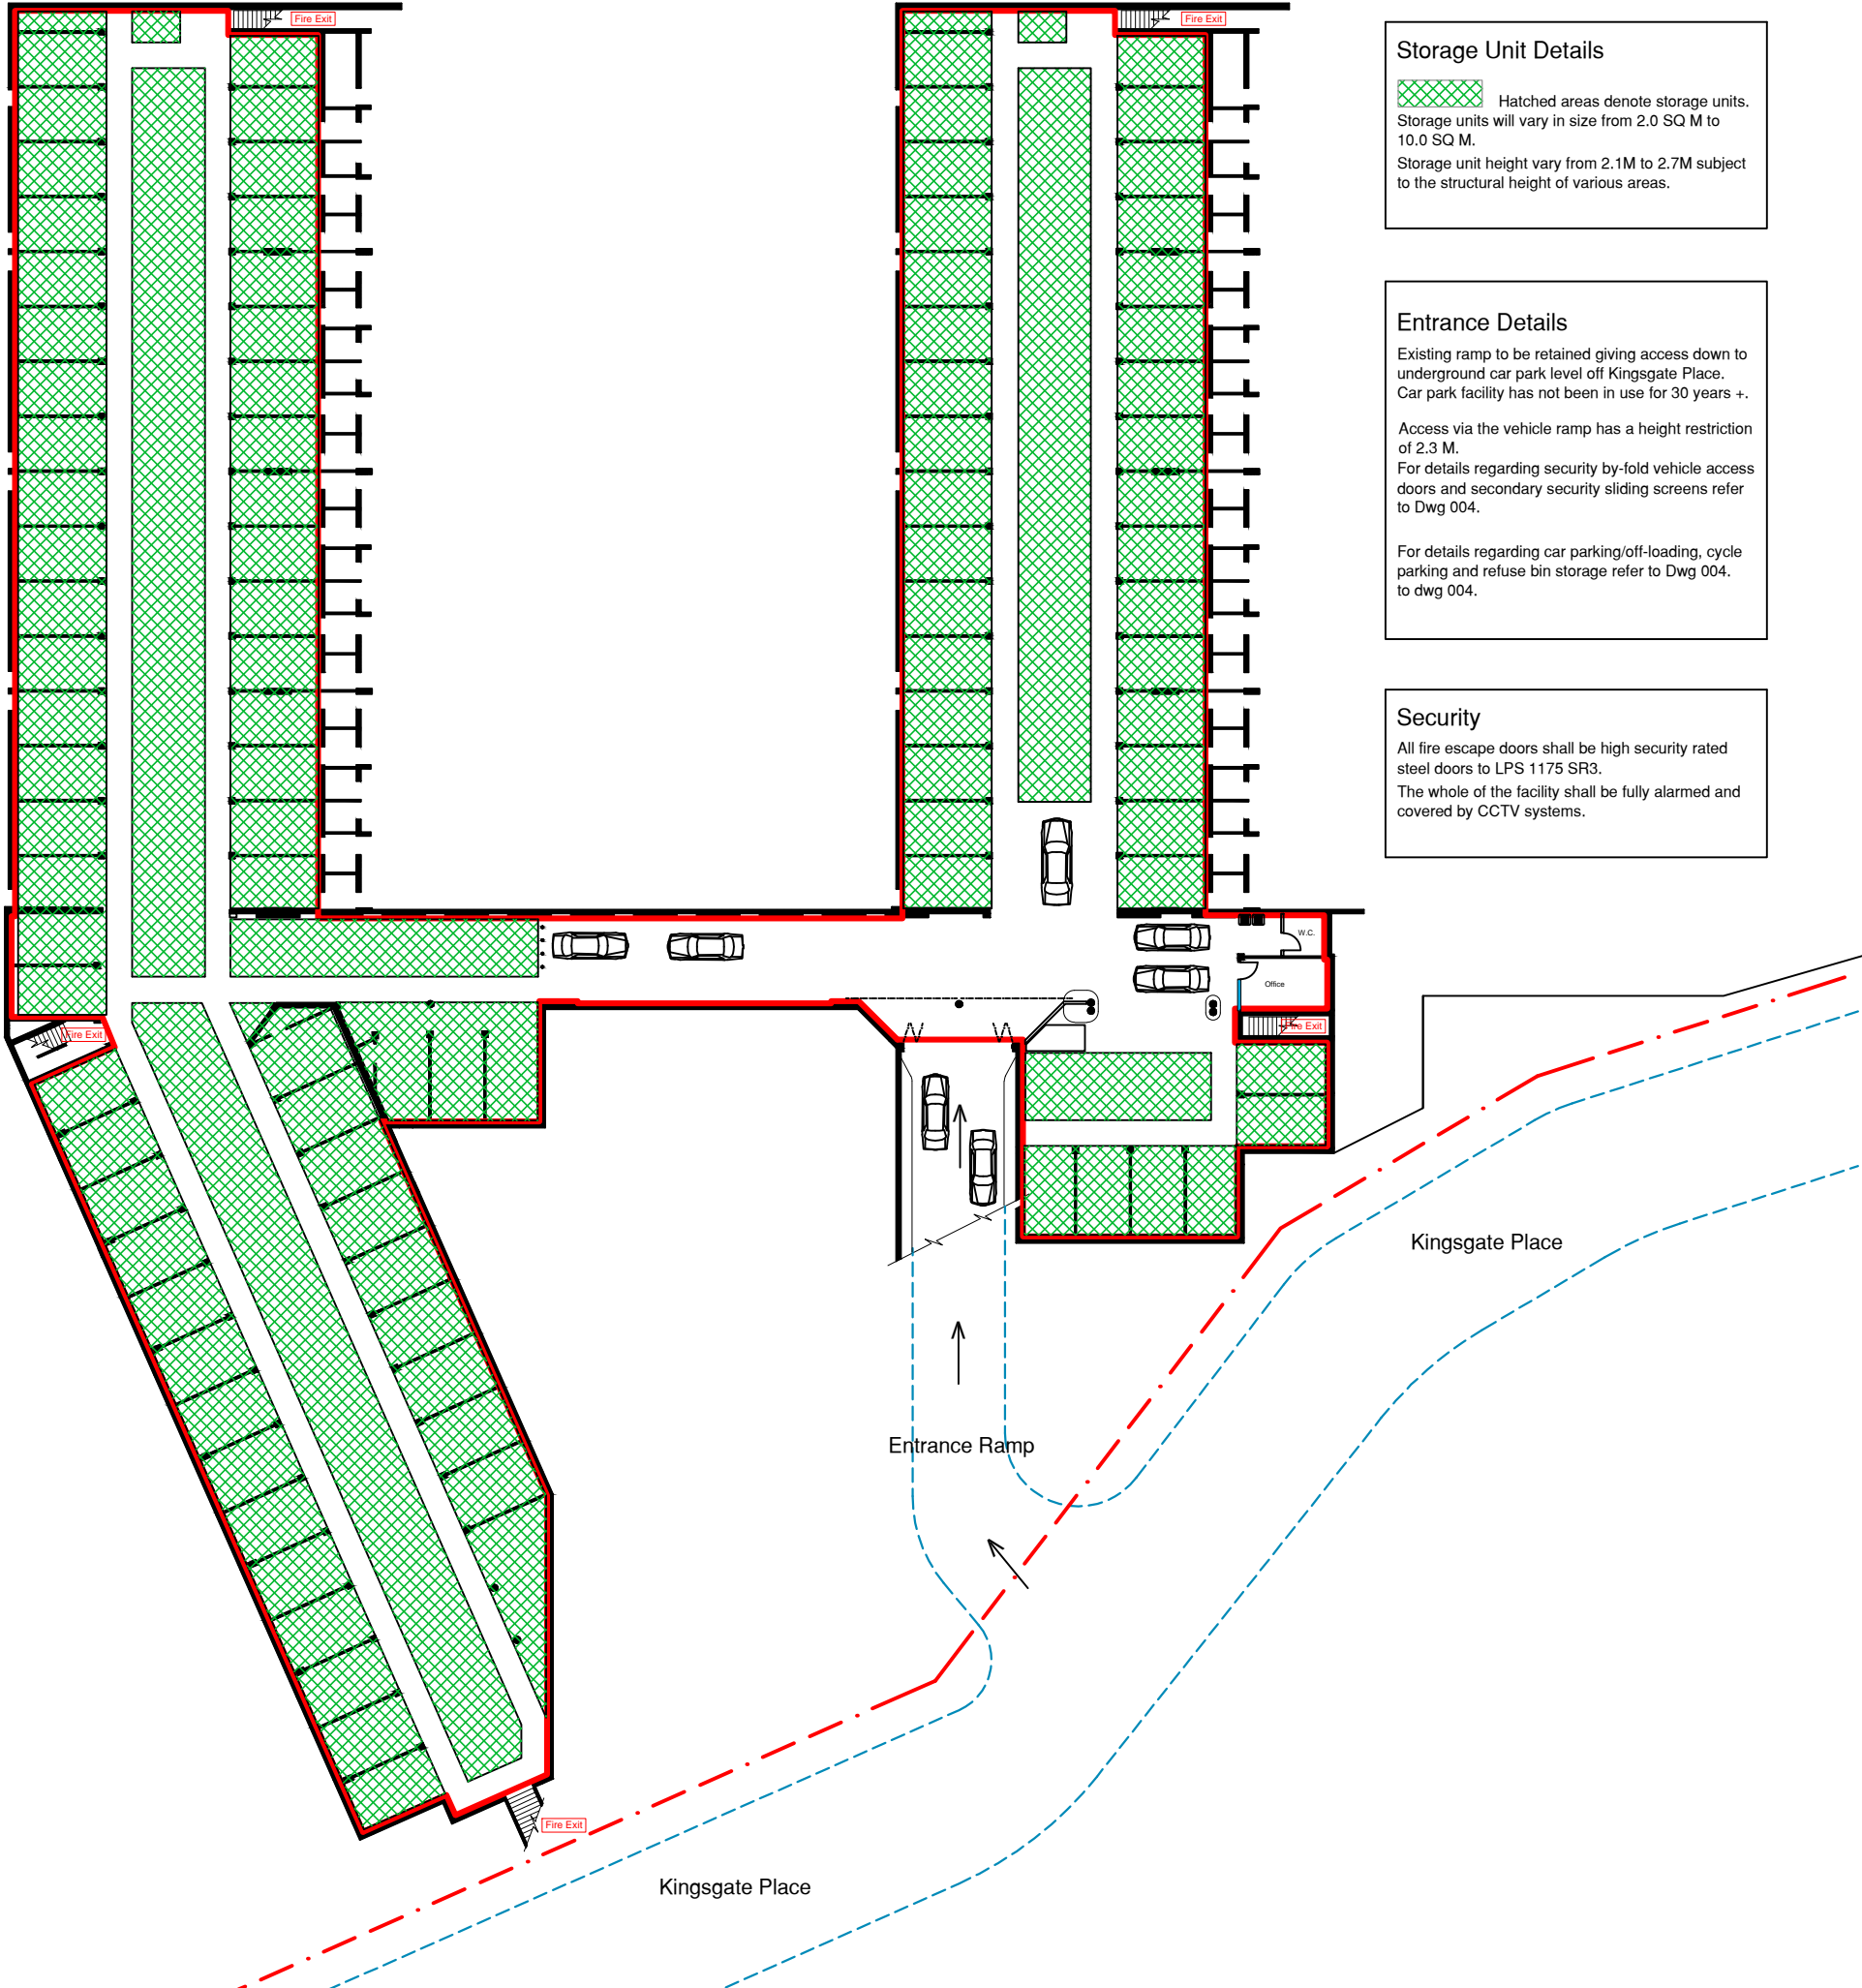 Fire Exit
Fire Exit
Storage Unit Details
Hatched areas denote storage units.
Storage units will vary in size from 2.0 SQ M to
10.0 SQ M.
Storage unit height vary from 2.1M to 2.7M subject
to the structural height of various areas.
Entrance Details
Existing ramp to be retained giving access down to
underground car park level off Kingsgate Place.
Car park facility has not been in use for 30 years +.
Access via the vehicle ramp has a height restriction
of 2.3 M.
For details regarding security by-fold vehicle access
doors and secondary security sliding screens refer
to Dwg 004.
For details regarding car parking/off-loading, cycle
parking and refuse bin storage refer to Dwg 004.
to dwg 004.
Security
All fire escape doors shall be high security rated
steel doors to LPS 1175 SR3.
The whole of the facility shall be fully alarmed and
covered by CCTV systems.
W.C.
Office
Fire Exit
Fire Exit
Kingsgate Place
Entrance Ramp
Fire Exit
Kingsgate Place